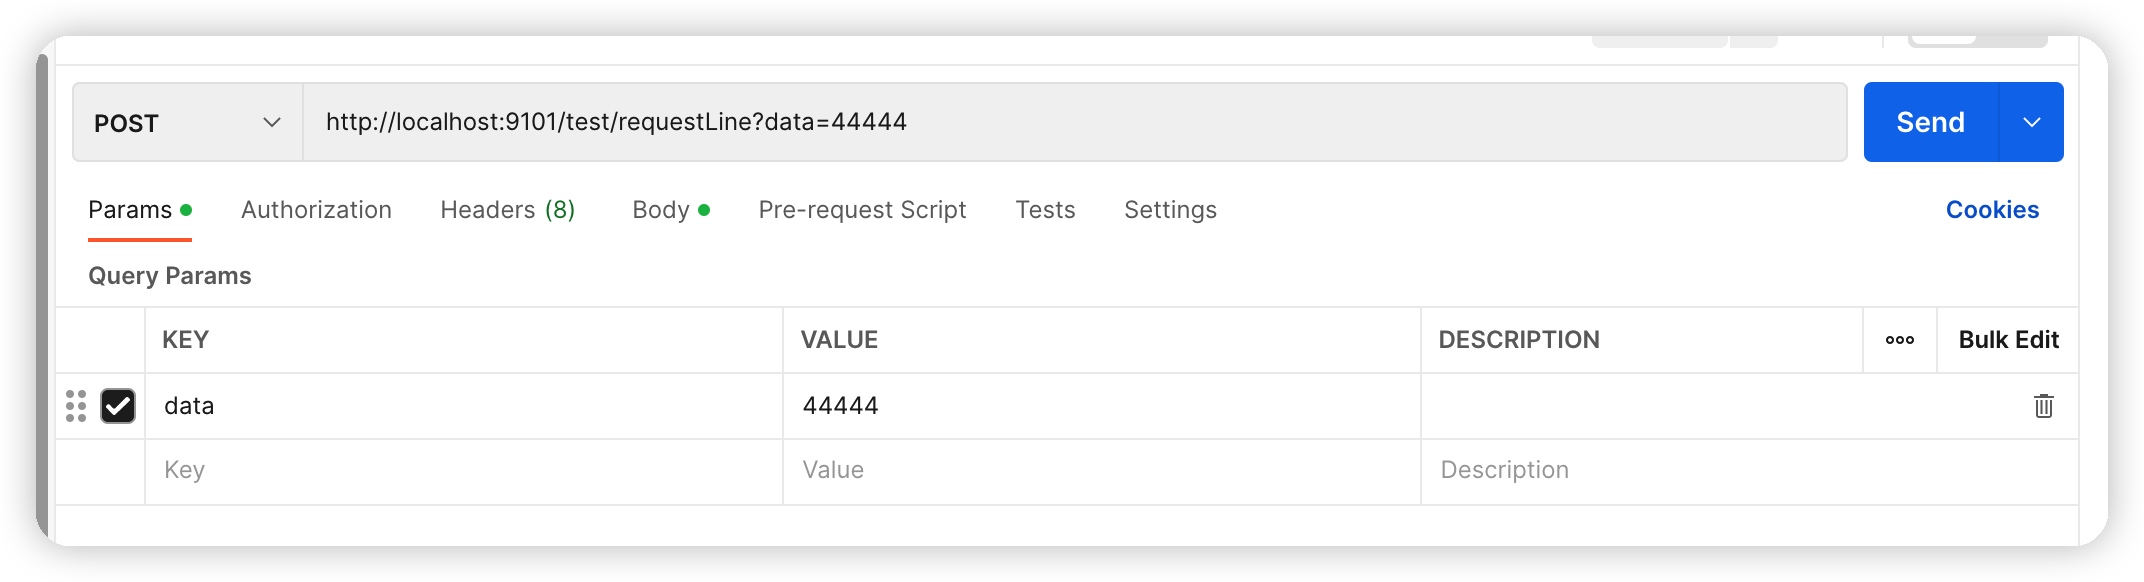 POST http://localhost:9101/test/requestLine?data=44444 Send
Params Authorization Headers (8) Body Pre-request Script Tests Settings Cookies
Query Params
KEY VALUE DESCRIPTION Bulk Edit
data 44444
Key Value Description